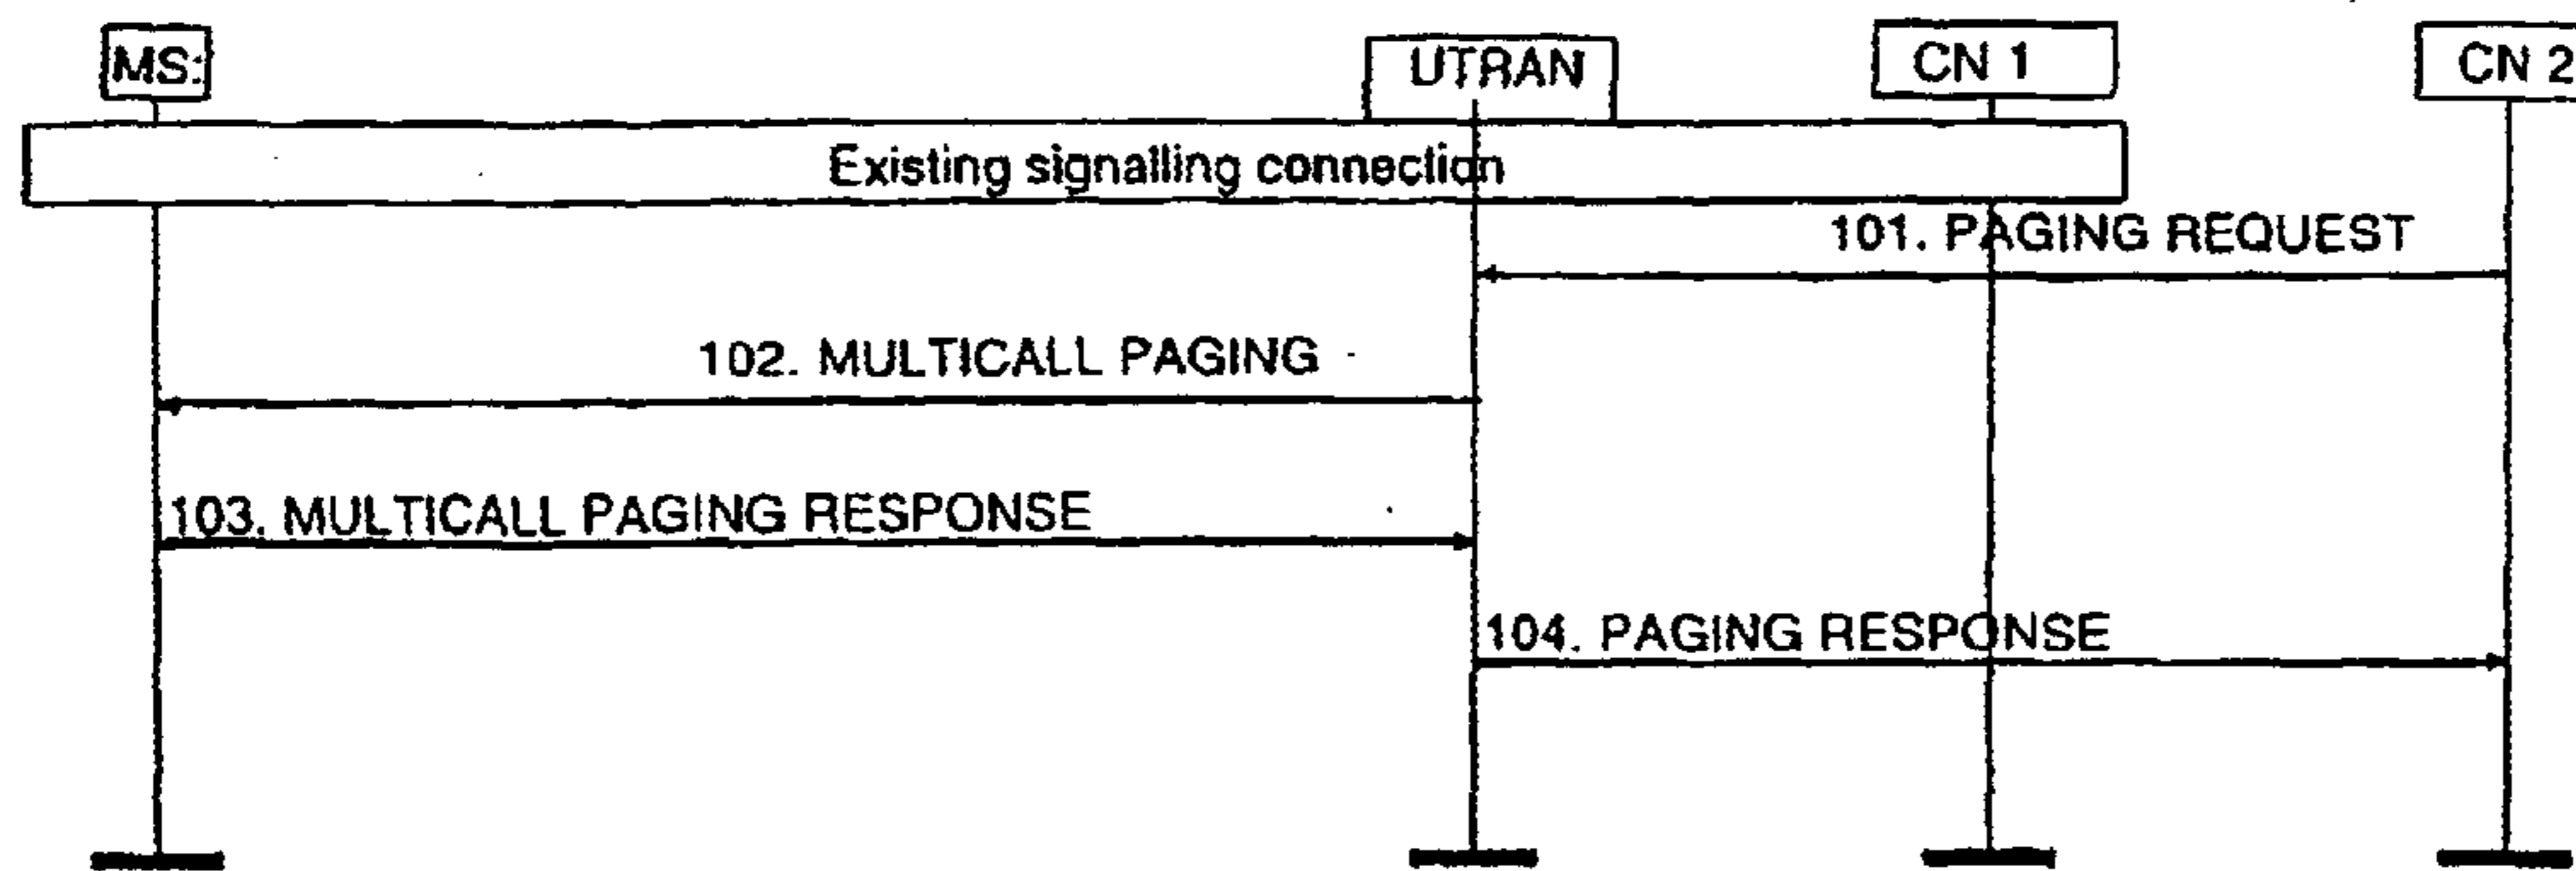 MS:
UTRAN
CN 1
CN 2
Existing signalling connection
101. PAGING REQUEST
102. MULTICALL PAGING
103. MULTICALL PAGING RESPONSE
104. PAGING RESPONSE